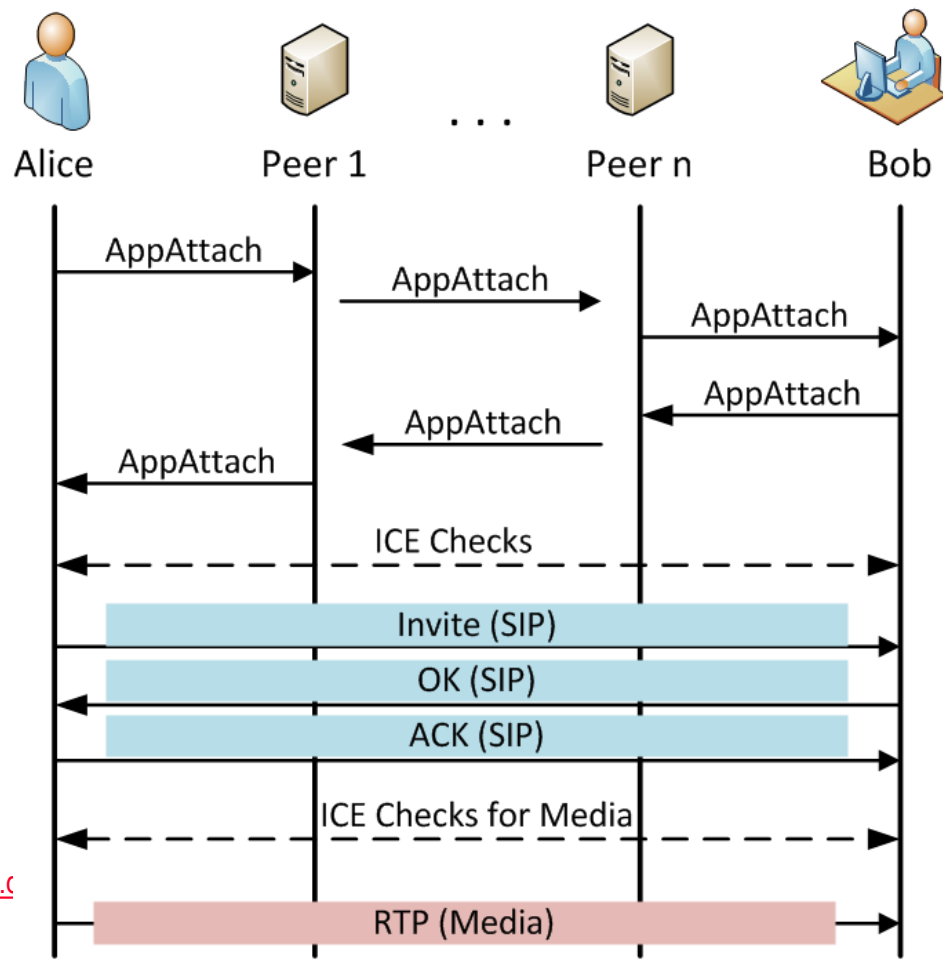 . . .
Alice
Peer 1
Peer n
Bob
AppAttach
AppAttach
AppAttach
AppAttach
AppAttach
AppAttach
ICE Checks
Invite (SIP)
OK (SIP)
ACK (SIP)
ICE Checks for Media
RTP (Media)